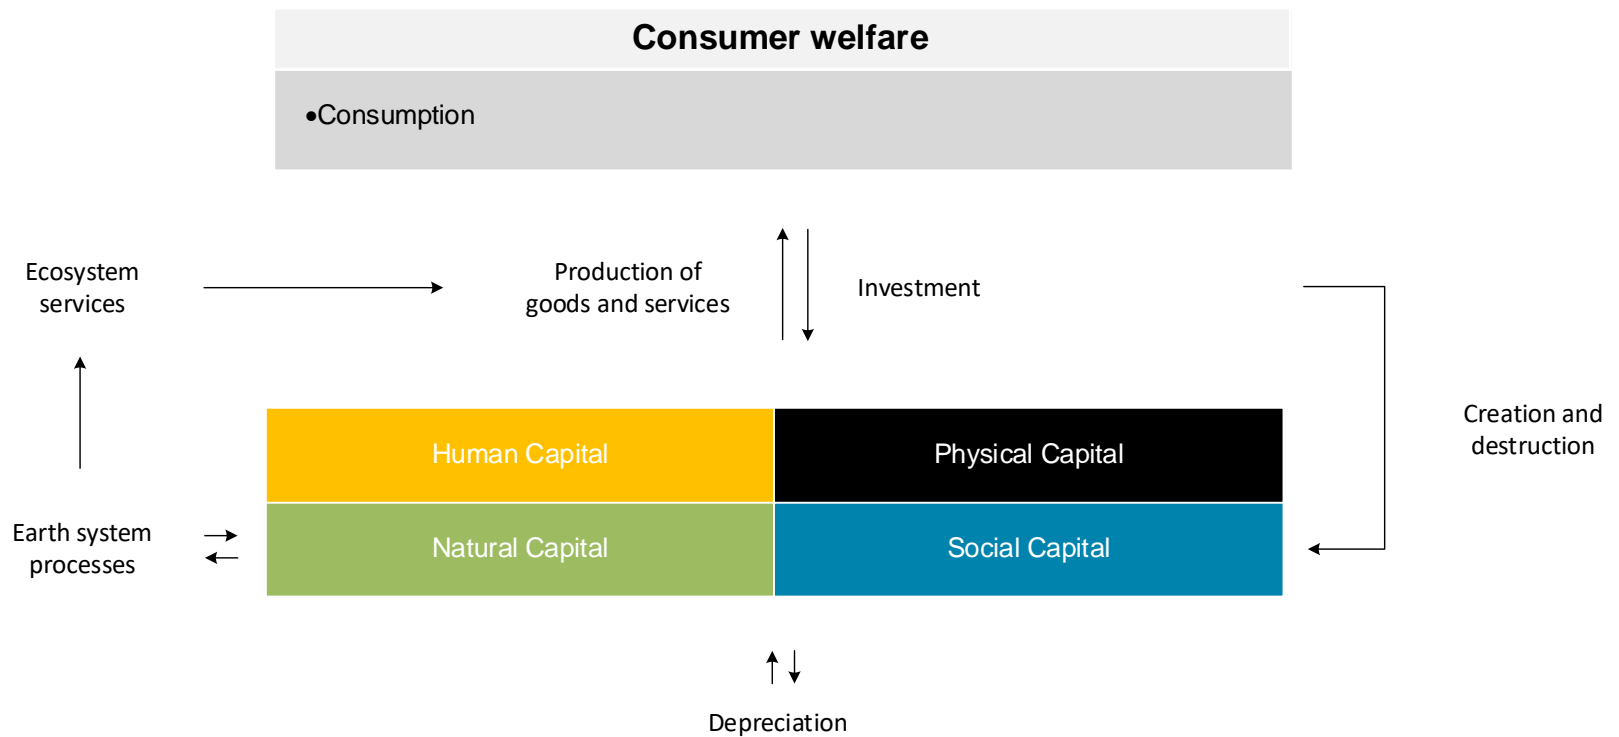 Consumer welfare
•Consumption
Ecosystem
services
Production of
goods and services
Investment
Creation and
destruction
Human Capital
Physical Capital
Earth system
processes
Natural Capital
Social Capital
Depreciation